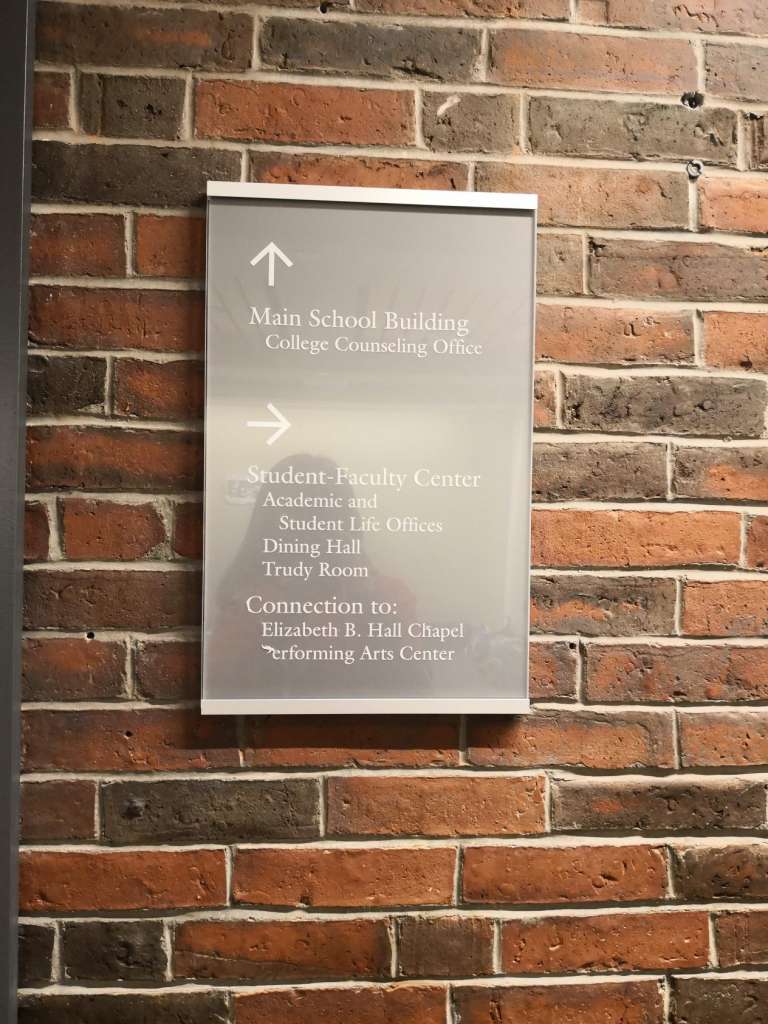 Main School Building
College Counseling Office
Student-Faculty Center
Academic and
Student Life Offices
Dining Hall
Trudy Room
Connection to:
Elizabeth B. Hall Chapel
Performing Arts Center